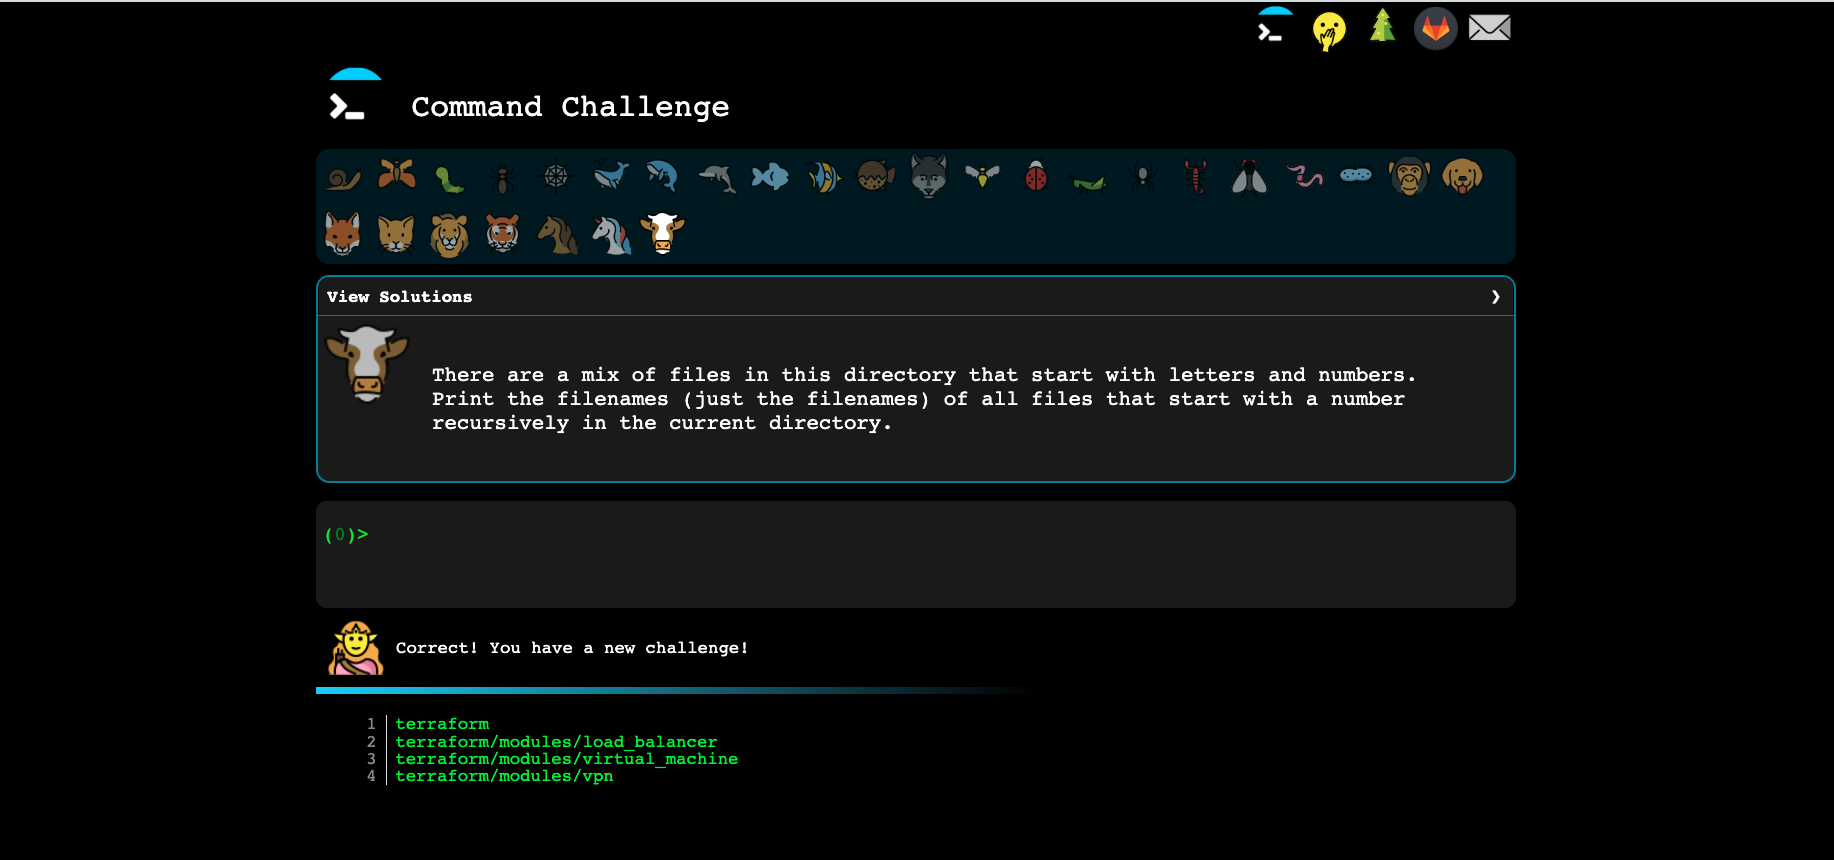 Command Challenge
View Solutions
There are a mix of files in this directory that start with letters and numbers.
Print the filenames (just the filenames) of all files that start with a number
recursively in the current directory.
(0)>
Correct! You have a new challenge!
1 terraform
2 terraform/modules/load_balancer
3 terraform/modules/virtual_machine
4 terraform/modules/vpn